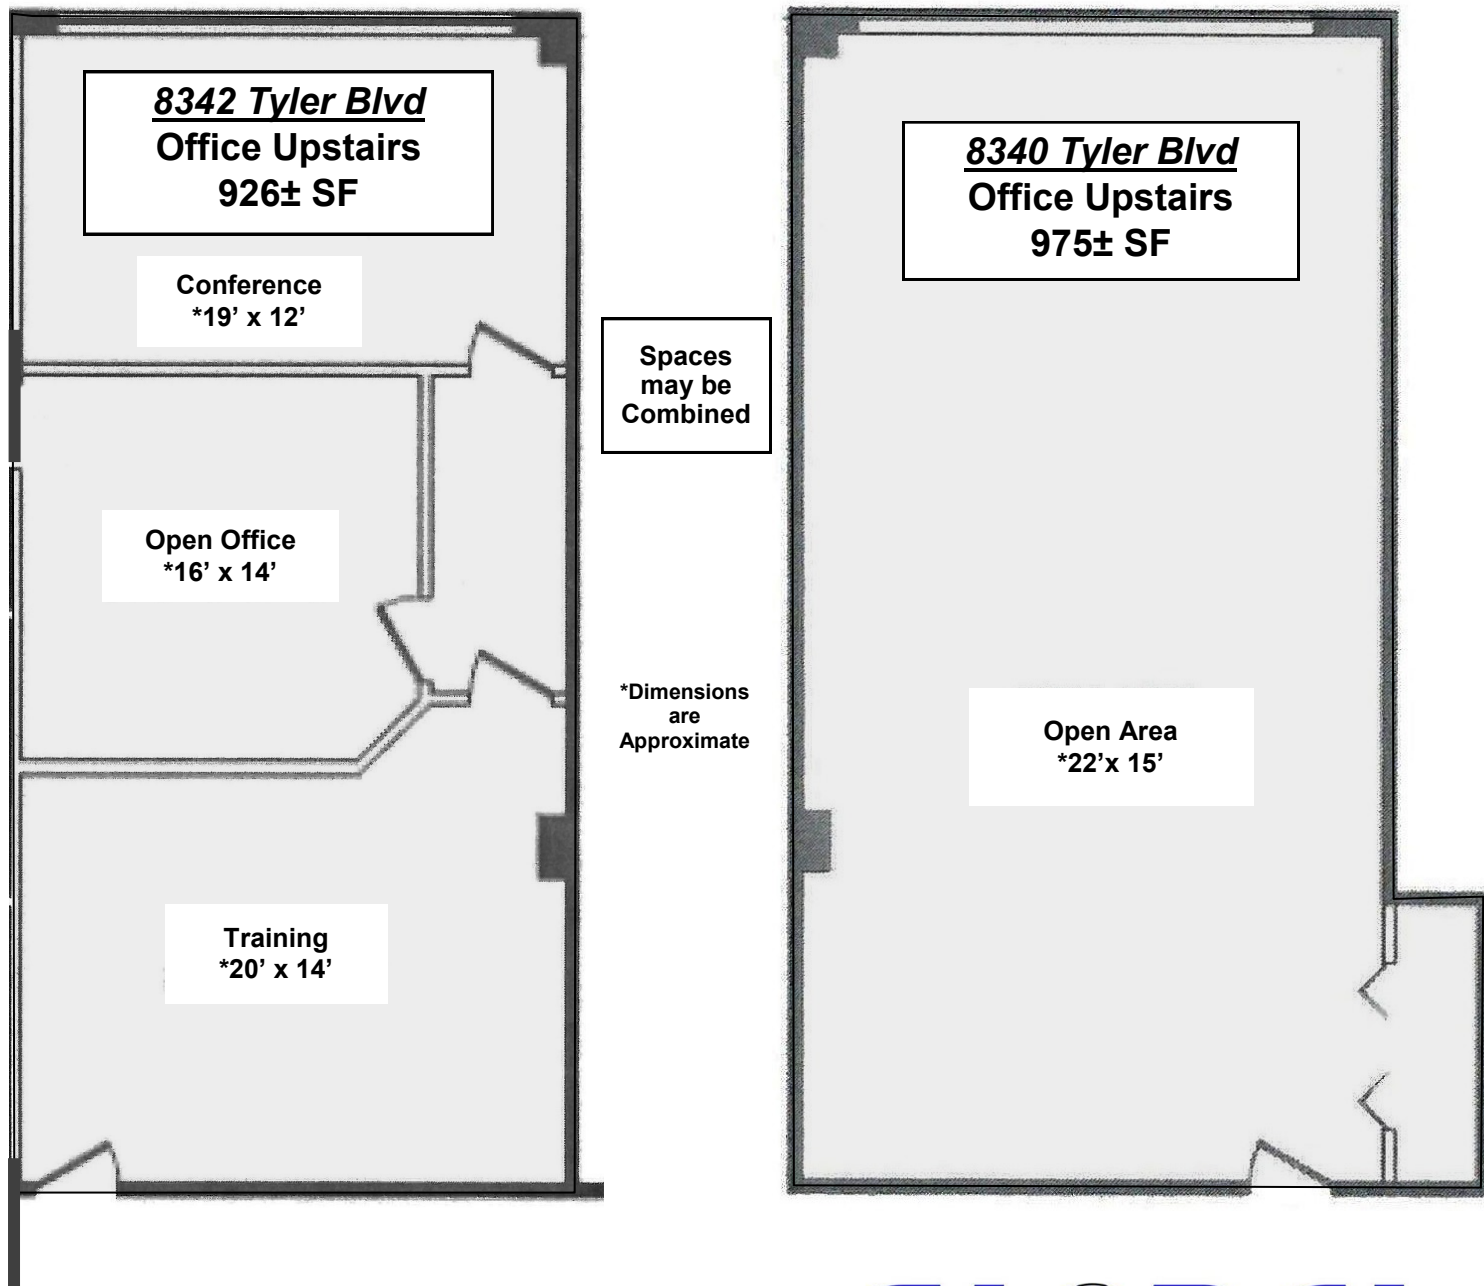 8342 Tyler Blvd
Office Upstairs
926± SF
Conference
*19’ x 12’
Open Office
*16’ x 14’
Training
*20’ x 14’
Spaces
may be
Combined
*Dimensions
are
Approximate
8340 Tyler Blvd
Office Upstairs
975± SF
Open Area
*22’x 15’